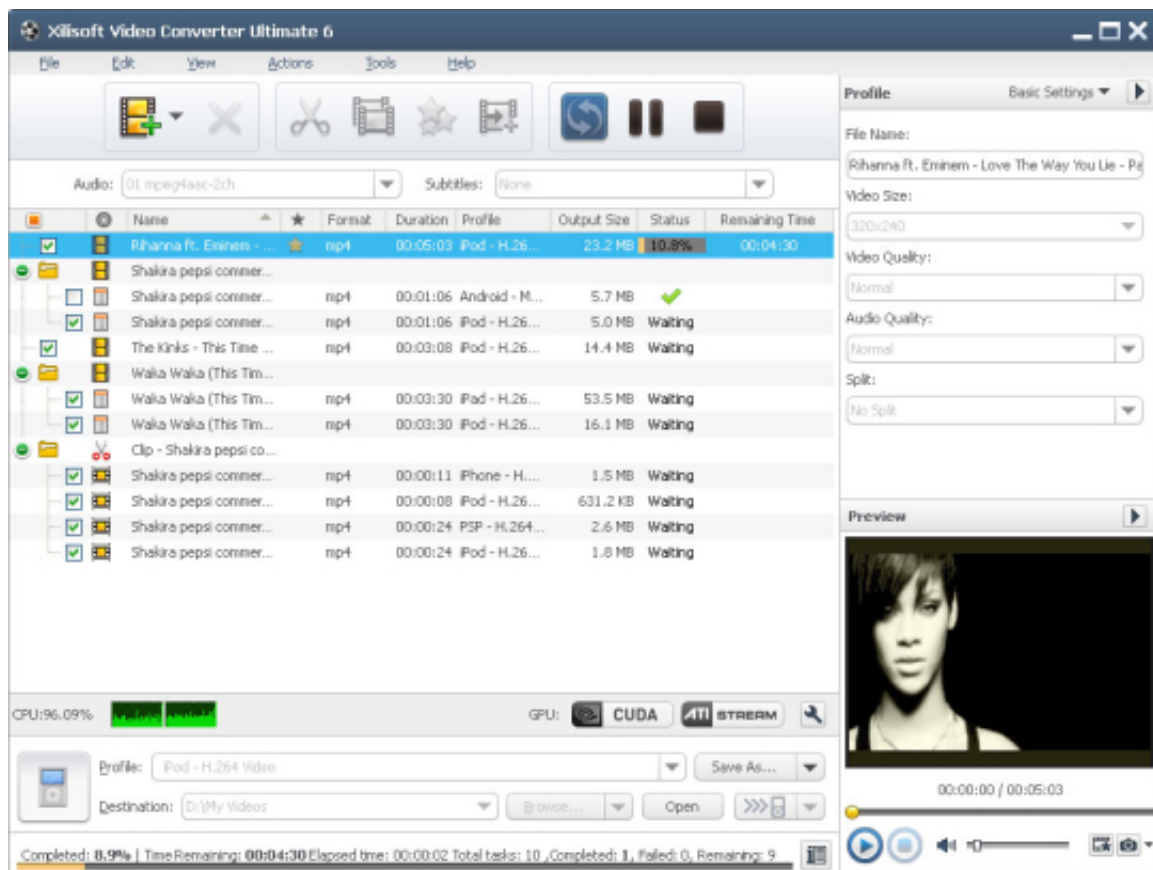 Xilisoft Video Converter Ultimate 6
File Edit View Actions Tools Help
Audio: 01 mpeg4aac-2ch Subtitles: None
Name Format Duration Profile Output Size Status Remaining Time
Rihanna ft. Eminem - ... mp4 00:05:03 iPod - H.26... 23.2 MB 10.8% 00:04:30
Shakira pepsi commer...
Shakira pepsi commer... mp4 00:01:06 Android - M... 5.7 MB
Shakira pepsi commer... mp4 00:01:06 iPod - H.26... 5.0 MB Waiting
The Kinks - This Time ... mp4 00:03:08 iPod - H.26... 14.4 MB Waiting
Waka Waka (This Tim...
Waka Waka (This Tim... mp4 00:03:30 iPad - H.26... 53.5 MB Waiting
Waka Waka (This Tim... mp4 00:03:30 iPod - H.26... 16.1 MB Waiting
Clip - Shakira pepsi co...
Shakira pepsi commer... mp4 00:00:11 iPhone - H.... 1.5 MB Waiting
Shakira pepsi commer... mp4 00:00:08 iPod - H.26... 631.2 KB Waiting
Shakira pepsi commer... mp4 00:00:24 PSP - H.264... 2.6 MB Waiting
Shakira pepsi commer... mp4 00:00:24 iPod - H.26... 1.8 MB Waiting
CPU:96.09% GPU: CUDA ATI STREAM
Profile: iPod - H.264 Video Save As...
Destination: D:\My Videos Browse... Open
Completed: 8.9% | Time Remaining: 00:04:30 Elapsed time: 00:00:02 Total tasks: 10 ,Completed: 1, Failed: 0, Remaining: 9
Profile Basic Settings
File Name:
Rihanna ft. Eminem - Love The Way You Lie - Pa
Video Size:
320x240
Video Quality:
Normal
Audio Quality:
Normal
Split:
No Split
Preview
00:00:00 / 00:05:03